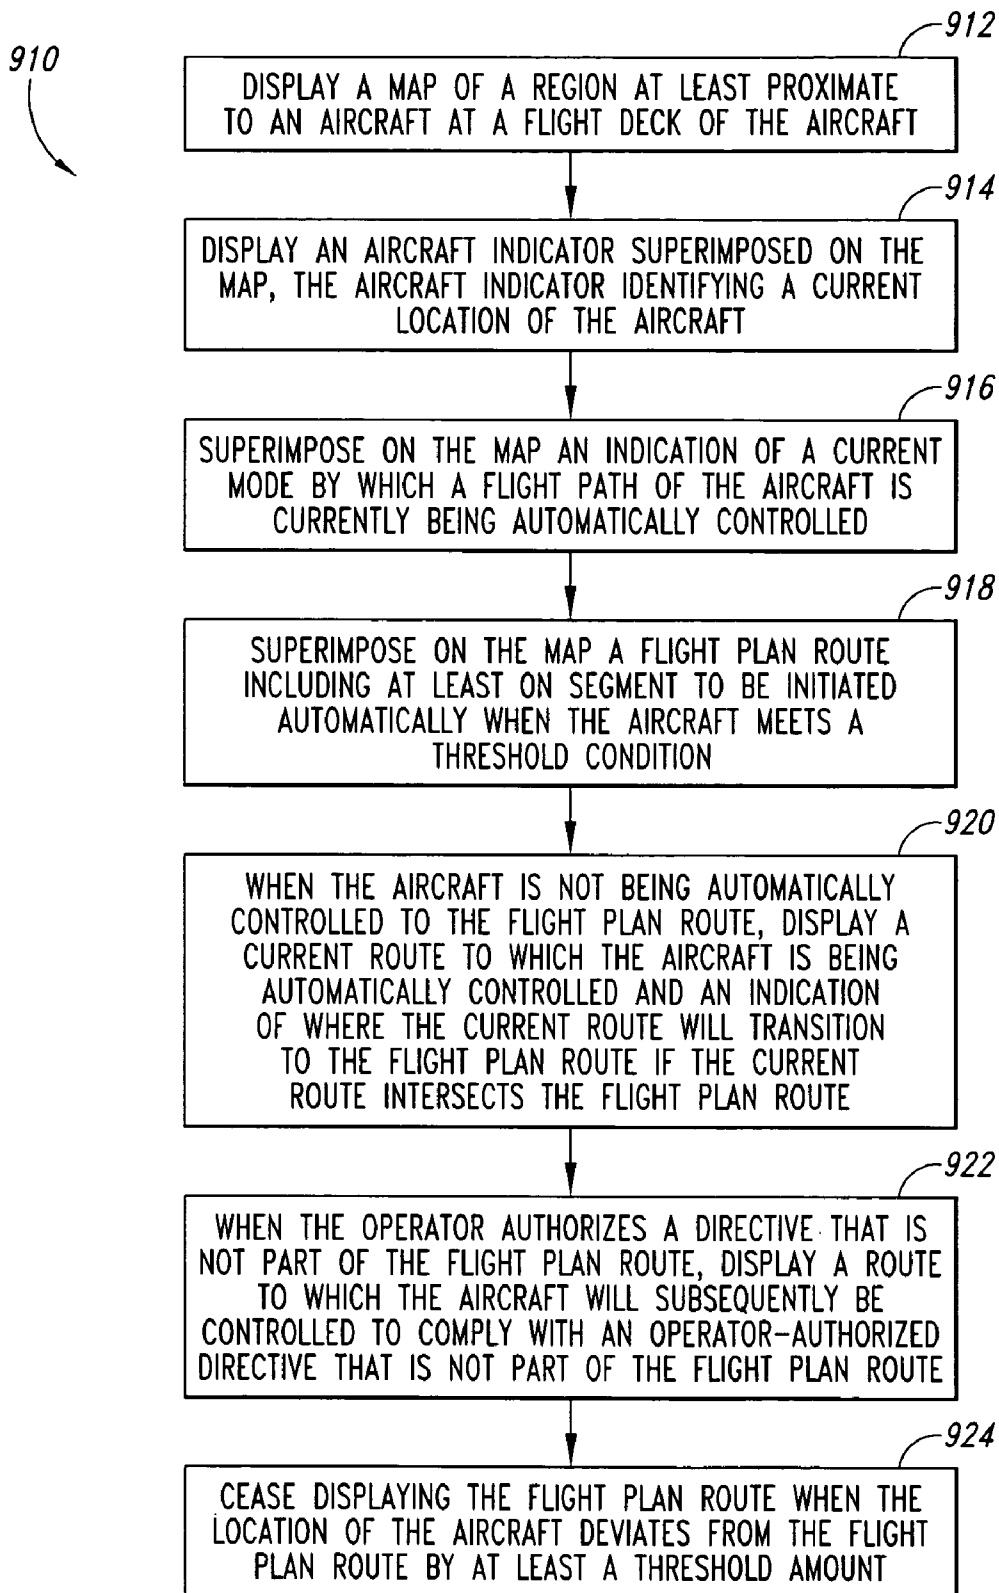 910
912
DISPLAY A MAP OF A REGION AT LEAST PROXIMATE
TO AN AIRCRAFT AT A FLIGHT DECK OF THE AIRCRAFT
914
DISPLAY AN AIRCRAFT INDICATOR SUPERIMPOSED ON THE
MAP, THE AIRCRAFT INDICATOR IDENTIFYING A CURRENT
LOCATION OF THE AIRCRAFT
916
SUPERIMPOSE ON THE MAP AN INDICATION OF A CURRENT
MODE BY WHICH A FLIGHT PATH OF THE AIRCRAFT IS
CURRENTLY BEING AUTOMATICALLY CONTROLLED
918
SUPERIMPOSE ON THE MAP A FLIGHT PLAN ROUTE
INCLUDING AT LEAST ON SEGMENT TO BE INITIATED
AUTOMATICALLY WHEN THE AIRCRAFT MEETS A
THRESHOLD CONDITION
920
WHEN THE AIRCRAFT IS NOT BEING AUTOMATICALLY
CONTROLLED TO THE FLIGHT PLAN ROUTE, DISPLAY A
CURRENT ROUTE TO WHICH THE AIRCRAFT IS BEING
AUTOMATICALLY CONTROLLED AND AN INDICATION
OF WHERE THE CURRENT ROUTE WILL TRANSITION
TO THE FLIGHT PLAN ROUTE IF THE CURRENT
ROUTE INTERSECTS THE FLIGHT PLAN ROUTE
922
WHEN THE OPERATOR AUTHORIZES A DIRECTIVE THAT IS
NOT PART OF THE FLIGHT PLAN ROUTE, DISPLAY A ROUTE
TO WHICH THE AIRCRAFT WILL SUBSEQUENTLY BE
CONTROLLED TO COMPLY WITH AN OPERATOR-AUTHORIZED
DIRECTIVE THAT IS NOT PART OF THE FLIGHT PLAN ROUTE
924
CEASE DISPLAYING THE FLIGHT PLAN ROUTE WHEN THE
LOCATION OF THE AIRCRAFT DEVIATES FROM THE FLIGHT
PLAN ROUTE BY AT LEAST A THRESHOLD AMOUNT